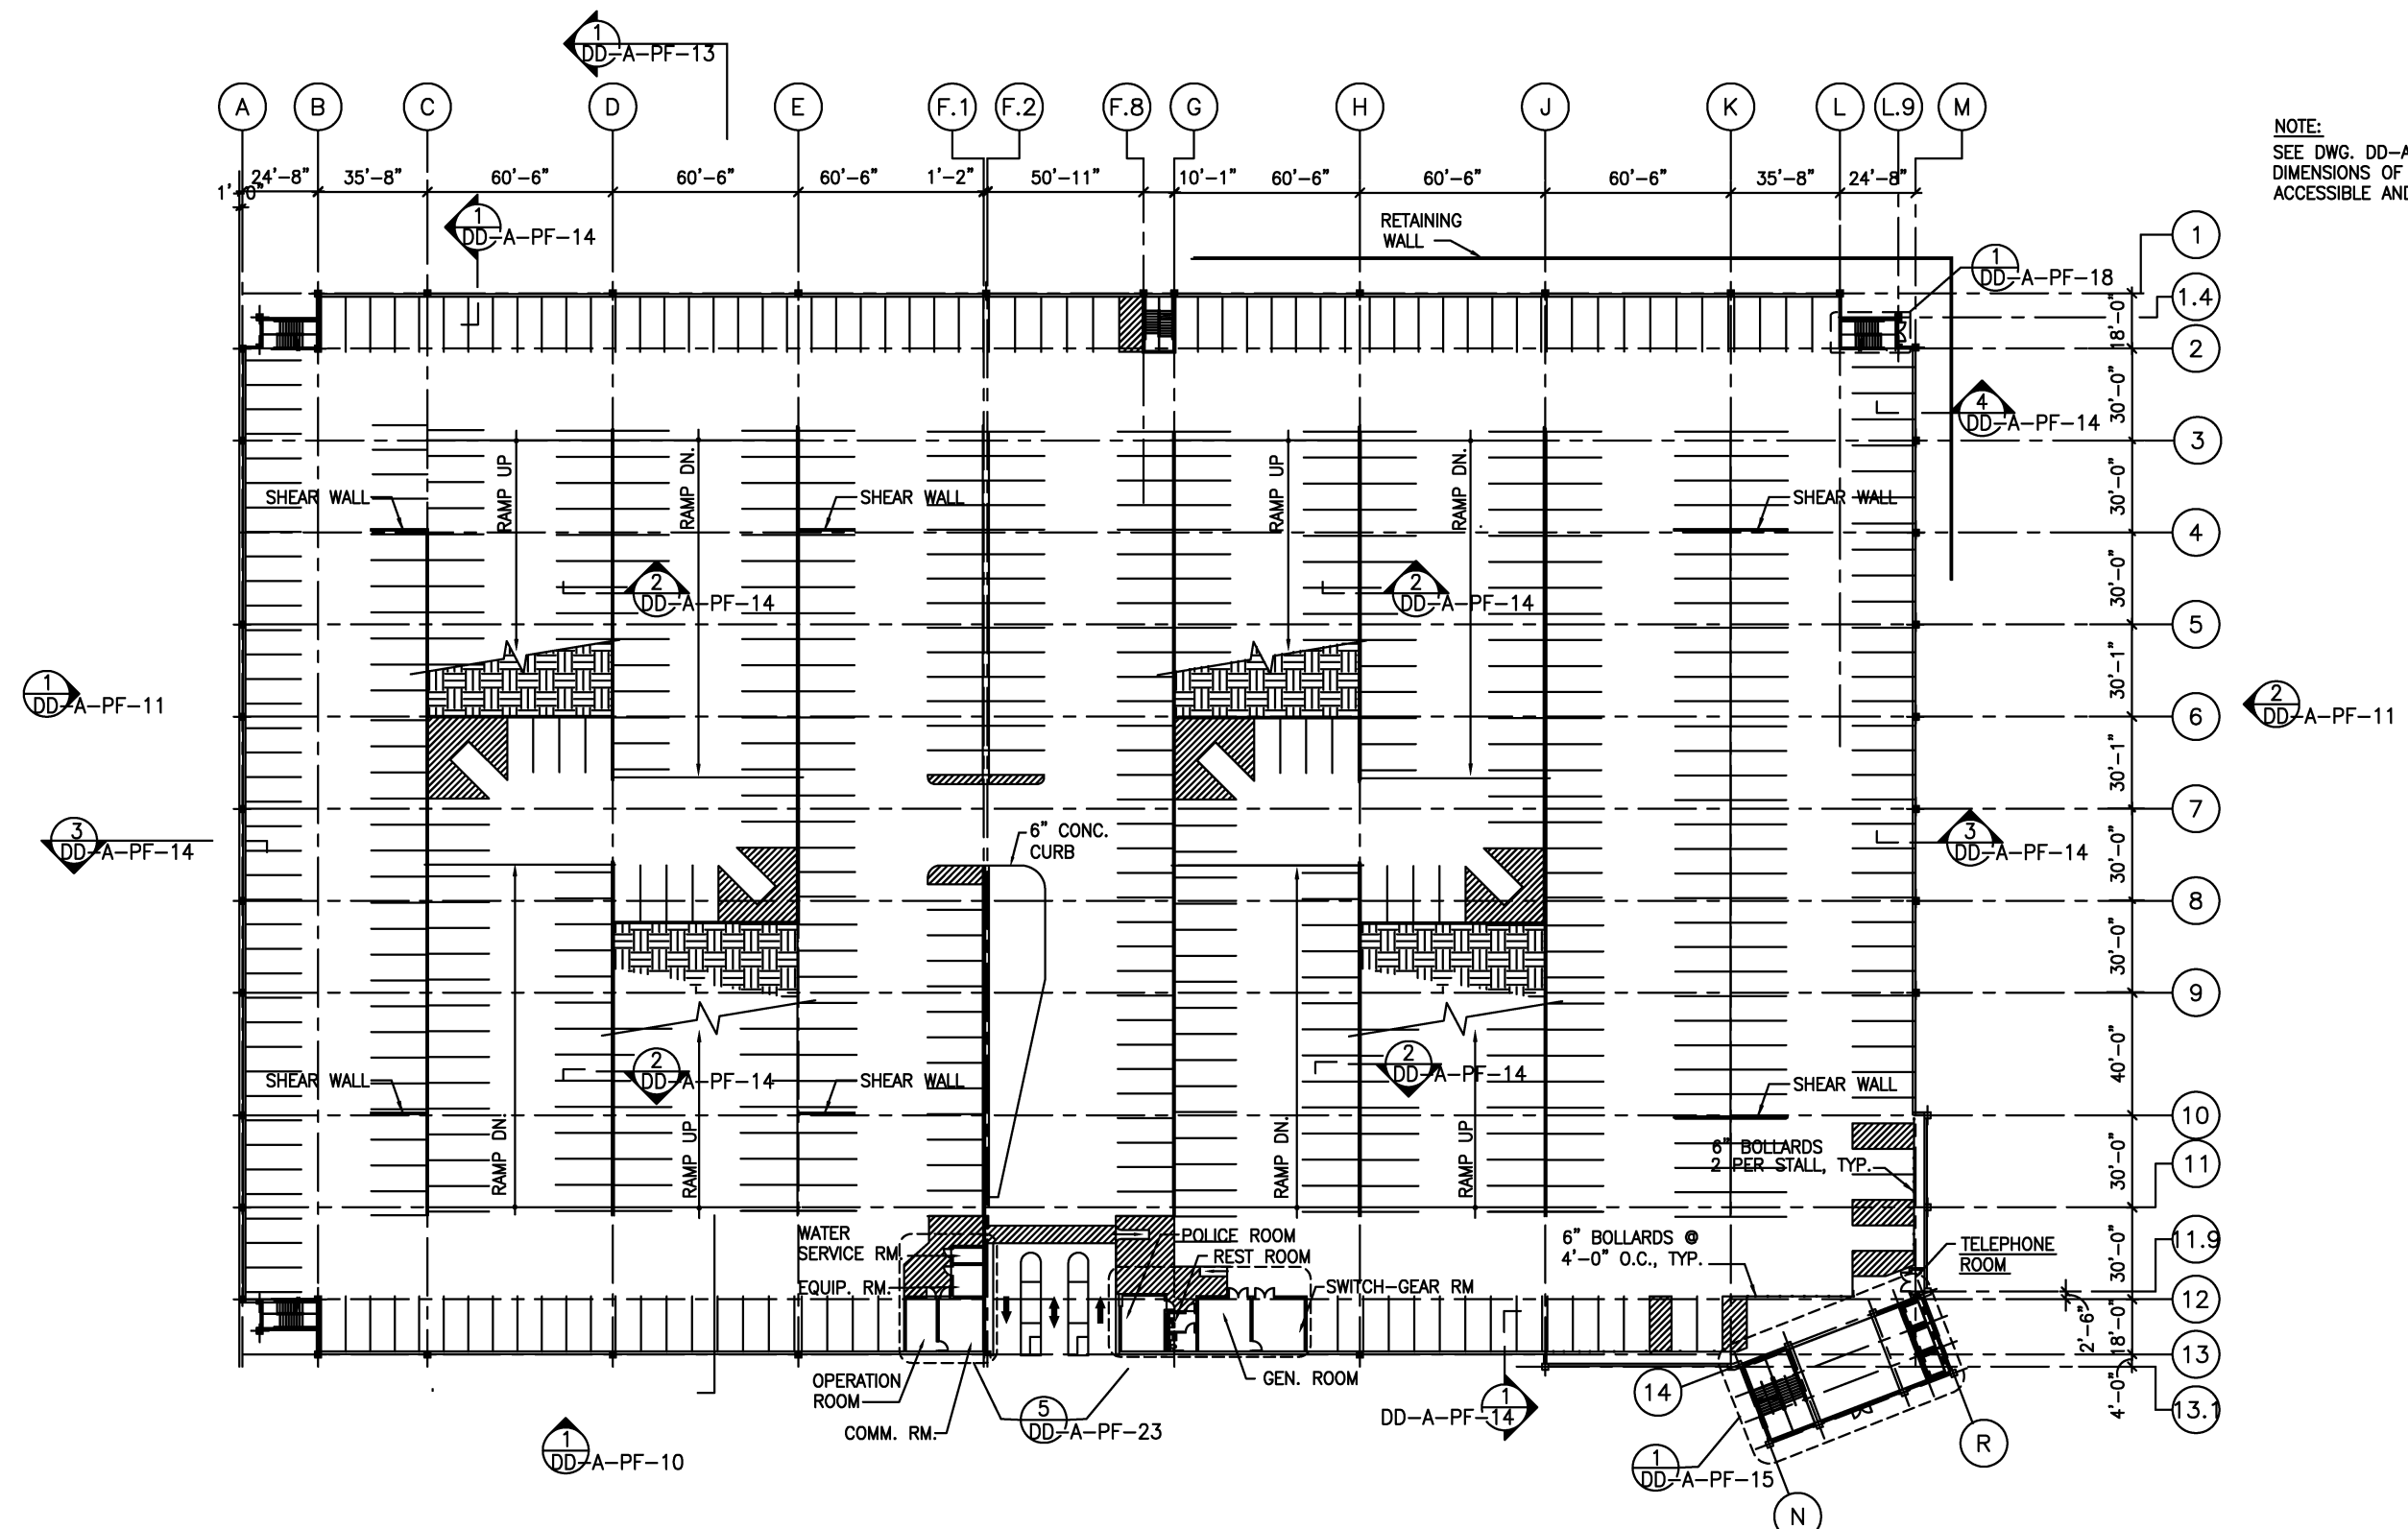 1
DD-A-PF-13
A
B
C
D
E
F.1
F.2
F.8
G
H
J
K
L
L.9
M
NOTE:
SEE DWG. DD-A
DIMENSIONS OF
ACCESSIBLE AND
1'-0"
24'-8"
35'-8"
60'-6"
60'-6"
60'-6"
1'-2"
50'-11"
10'-1"
60'-6"
60'-6"
60'-6"
35'-8"
24'-8"
1
DD-A-PF-14
RETAINING
WALL
1
DD-A-PF-18
1
1.4
2
3
4
5
6
7
8
9
10
11
11.9
12
13
13.1
18'-0"
30'-0"
30'-0"
30'-0"
30'-1"
30'-1"
30'-0"
30'-0"
40'-0"
30'-0"
30'-0"
2'-6"
18'-0"
4'-0"
4
DD-A-PF-14
RAMP UP
RAMP DN.
RAMP UP
RAMP DN.
SHEAR WALL
SHEAR WALL
SHEAR WALL
2
DD-A-PF-14
2
DD-A-PF-14
1
DD-A-PF-11
2
DD-A-PF-11
3
DD-A-PF-14
6" CONC.
CURB
3
DD-A-PF-14
2
DD-A-PF-14
2
DD-A-PF-14
SHEAR WALL
SHEAR WALL
SHEAR WALL
RAMP DN.
RAMP UP
RAMP DN.
RAMP UP
6" BOLLARDS
2 PER STALL, TYP.
WATER
SERVICE RM.
EQUIP. RM.
POLICE ROOM
REST ROOM
SWITCH-GEAR RM
6" BOLLARDS @
4'-0" O.C., TYP.
TELEPHONE
ROOM
OPERATION
ROOM
COMM. RM.
GEN. ROOM
5
DD-A-PF-23
1
DD-A-PF-14
14
1
DD-A-PF-10
1
DD-A-PF-15
R
N